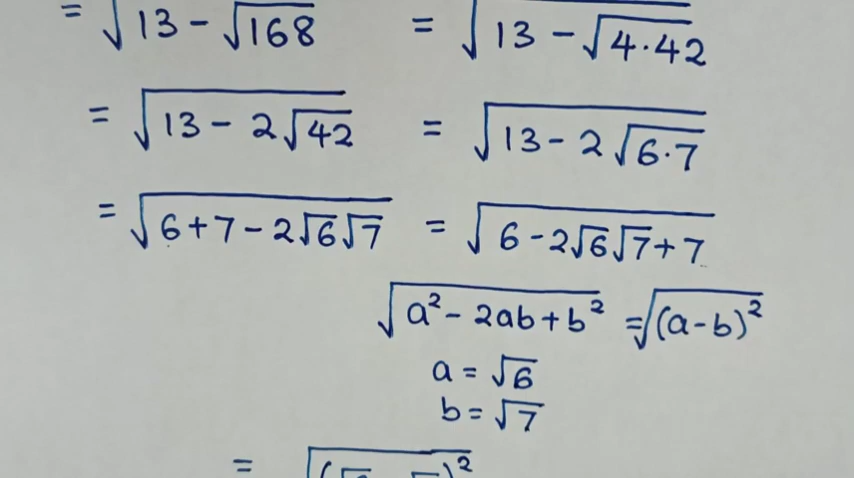 = √(13 - √168) = √(13 - √(4·42))
= √(13 - 2√42) = √(13 - 2√(6·7))
= √(6+7-2√6√7) = √(6-2√6√7+7)
√(a²-2ab+b²) = √(a-b)²
a = √6
b = √7
=